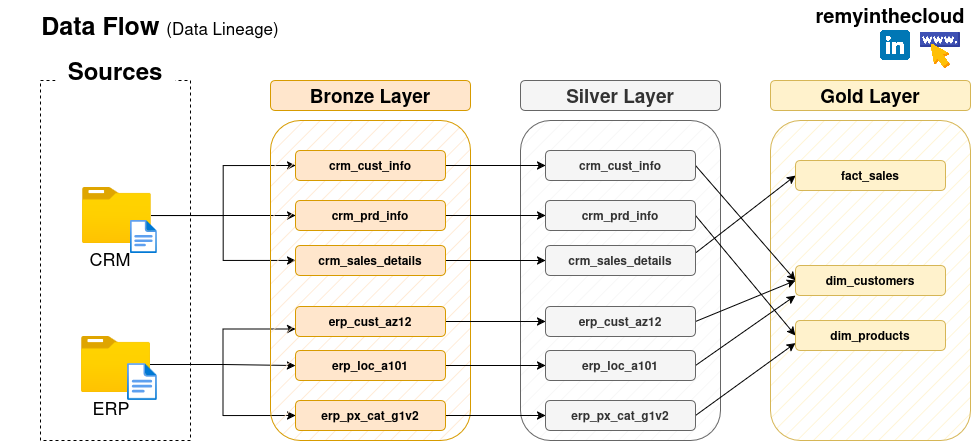 Data Flow (Data Lineage)
remyinthecloud
in
www.
Sources
Bronze Layer
Silver Layer
Gold Layer
crm_cust_info
crm_cust_info
fact_sales
crm_prd_info
crm_prd_info
CRM
crm_sales_details
crm_sales_details
dim_customers
erp_cust_az12
erp_cust_az12
dim_products
erp_loc_a101
erp_loc_a101
ERP
erp_px_cat_g1v2
erp_px_cat_g1v2